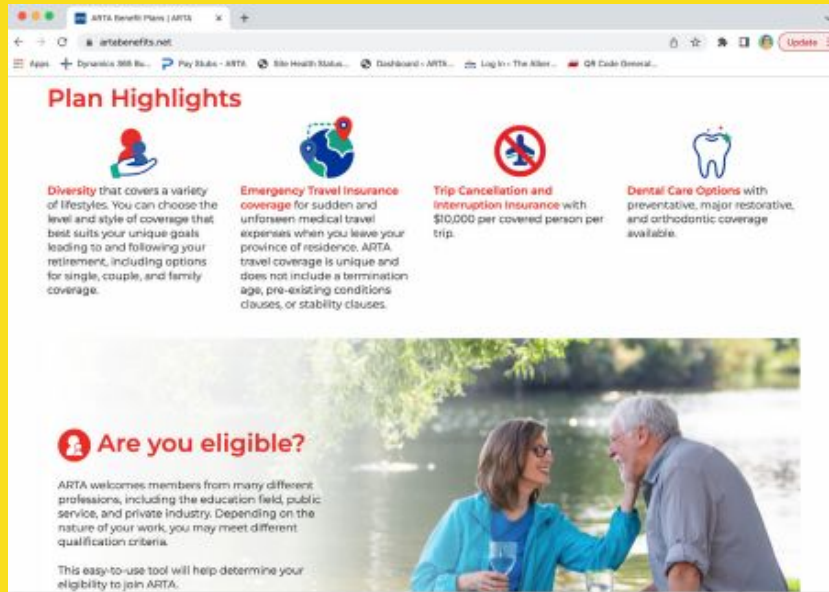 ARTA Benefit Plans | ARTA
artabenefits.net
Update
Apps
Dynamics 365 Bu...
Pay Stubs - ARTA
Site Health Status...
Dashboard ‹ ARTA...
Log In ‹ The Alber...
QR Code General...
Plan Highlights
Diversity that covers a variety
of lifestyles. You can choose the
level and style of coverage that
best suits your unique goals
leading to and following your
retirement, including options
for single, couple, and family
coverage.
Emergency Travel Insurance
coverage for sudden and
unforseen medical travel
expenses when you leave your
province of residence. ARTA
travel coverage is unique and
does not include a termination
age, pre-existing conditions
clauses, or stability clauses.
Trip Cancellation and
Interruption Insurance with
$10,000 per covered person per
trip.
Dental Care Options with
preventative, major restorative,
and orthodontic coverage
available.
Are you eligible?
ARTA welcomes members from many different
professions, including the education field, public
service, and private industry. Depending on the
nature of your work, you may meet different
qualification criteria.
This easy-to-use tool will help determine your
eligibility to join ARTA.